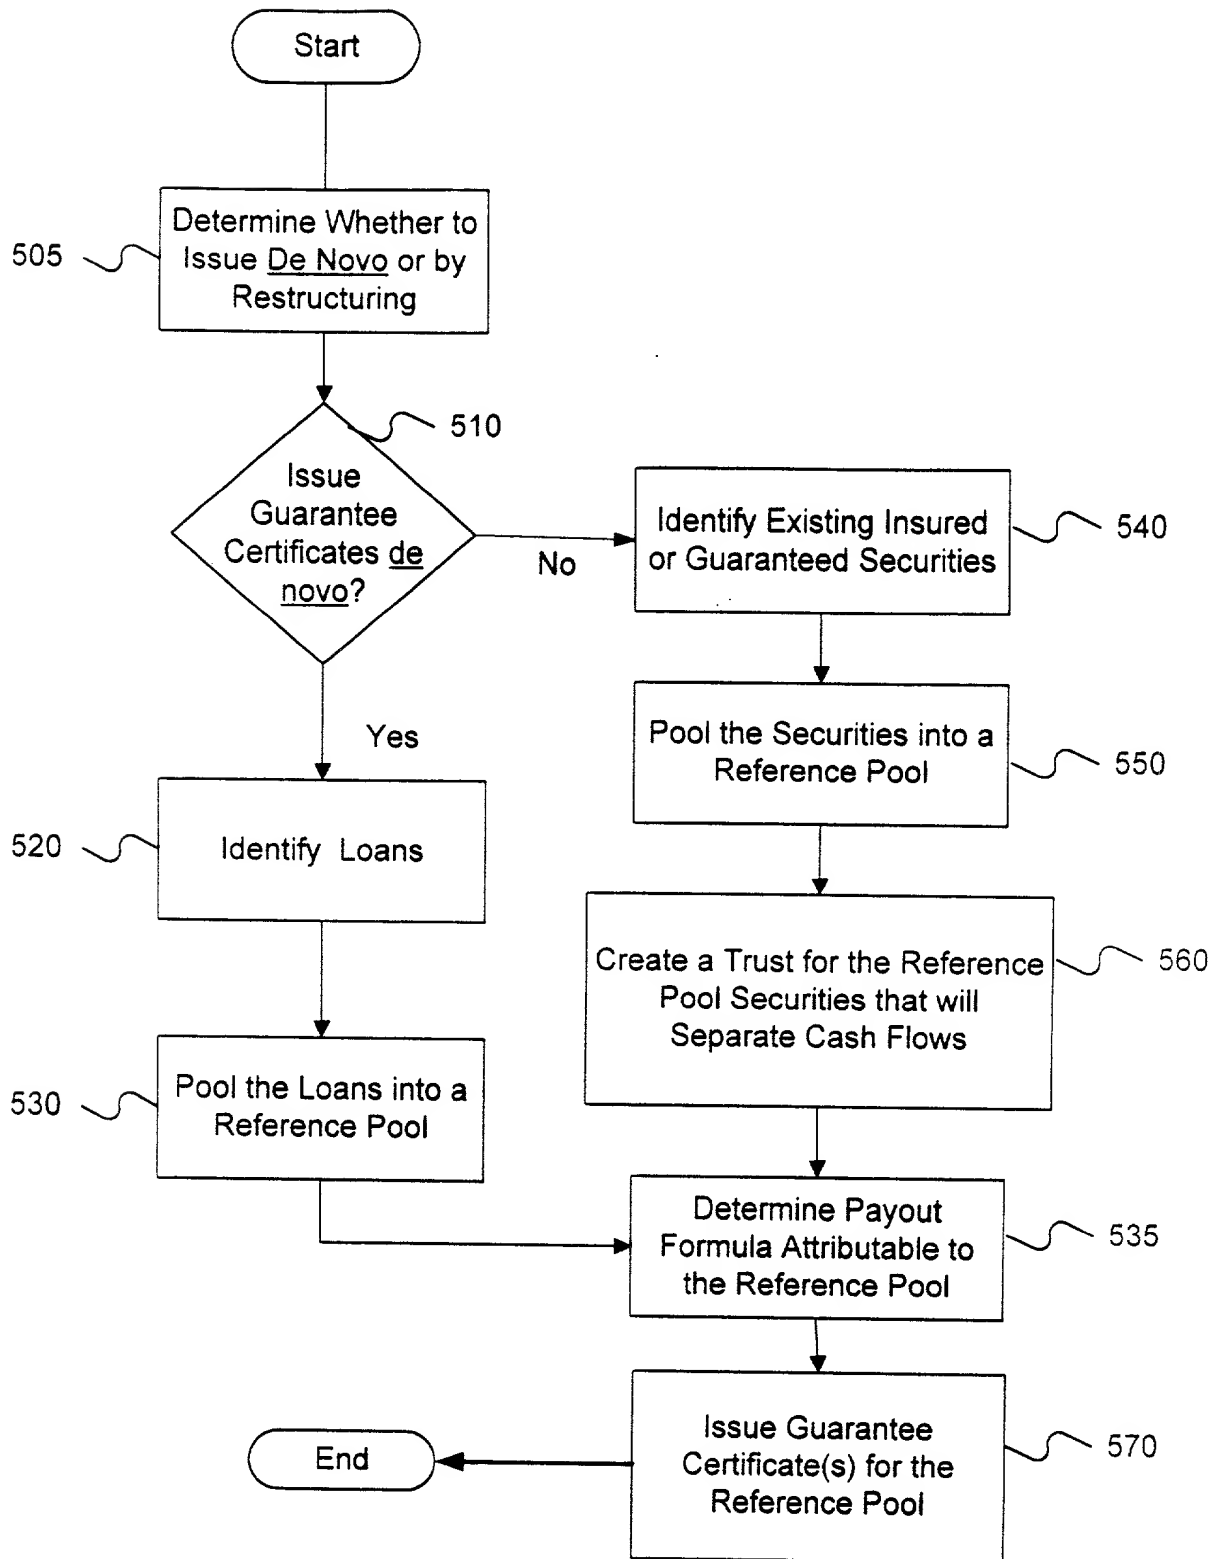 Start
505
Determine Whether to
Issue De Novo or by
Restructuring
510
Issue
Guarantee
Certificates de
novo?
No
Yes
Identify Existing Insured
or Guaranteed Securities
540
Pool the Securities into a
Reference Pool
550
520
Identify Loans
Create a Trust for the Reference
Pool Securities that will
Separate Cash Flows
560
530
Pool the Loans into a
Reference Pool
Determine Payout
Formula Attributable to
the Reference Pool
535
Issue Guarantee
Certificate(s) for the
Reference Pool
570
End